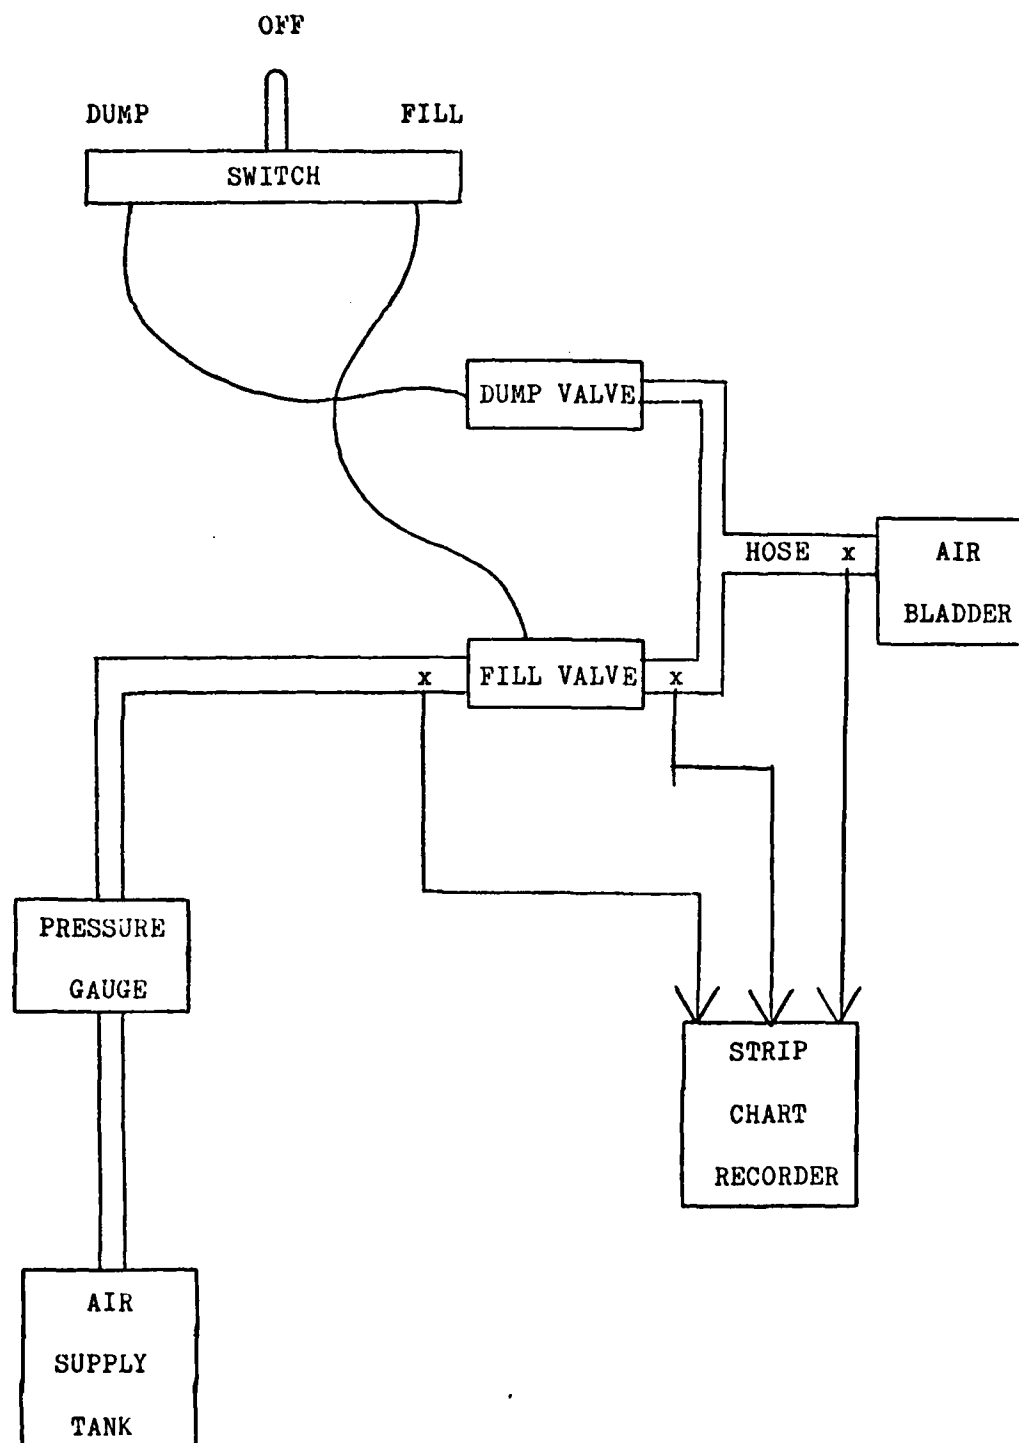 OFF
DUMP
FILL
SWITCH
DUMP VALVE
HOSE x
AIR
BLADDER
x
FILL VALVE
x
PRESSURE
GAUGE
STRIP
CHART
RECORDER
AIR
SUPPLY
TANK